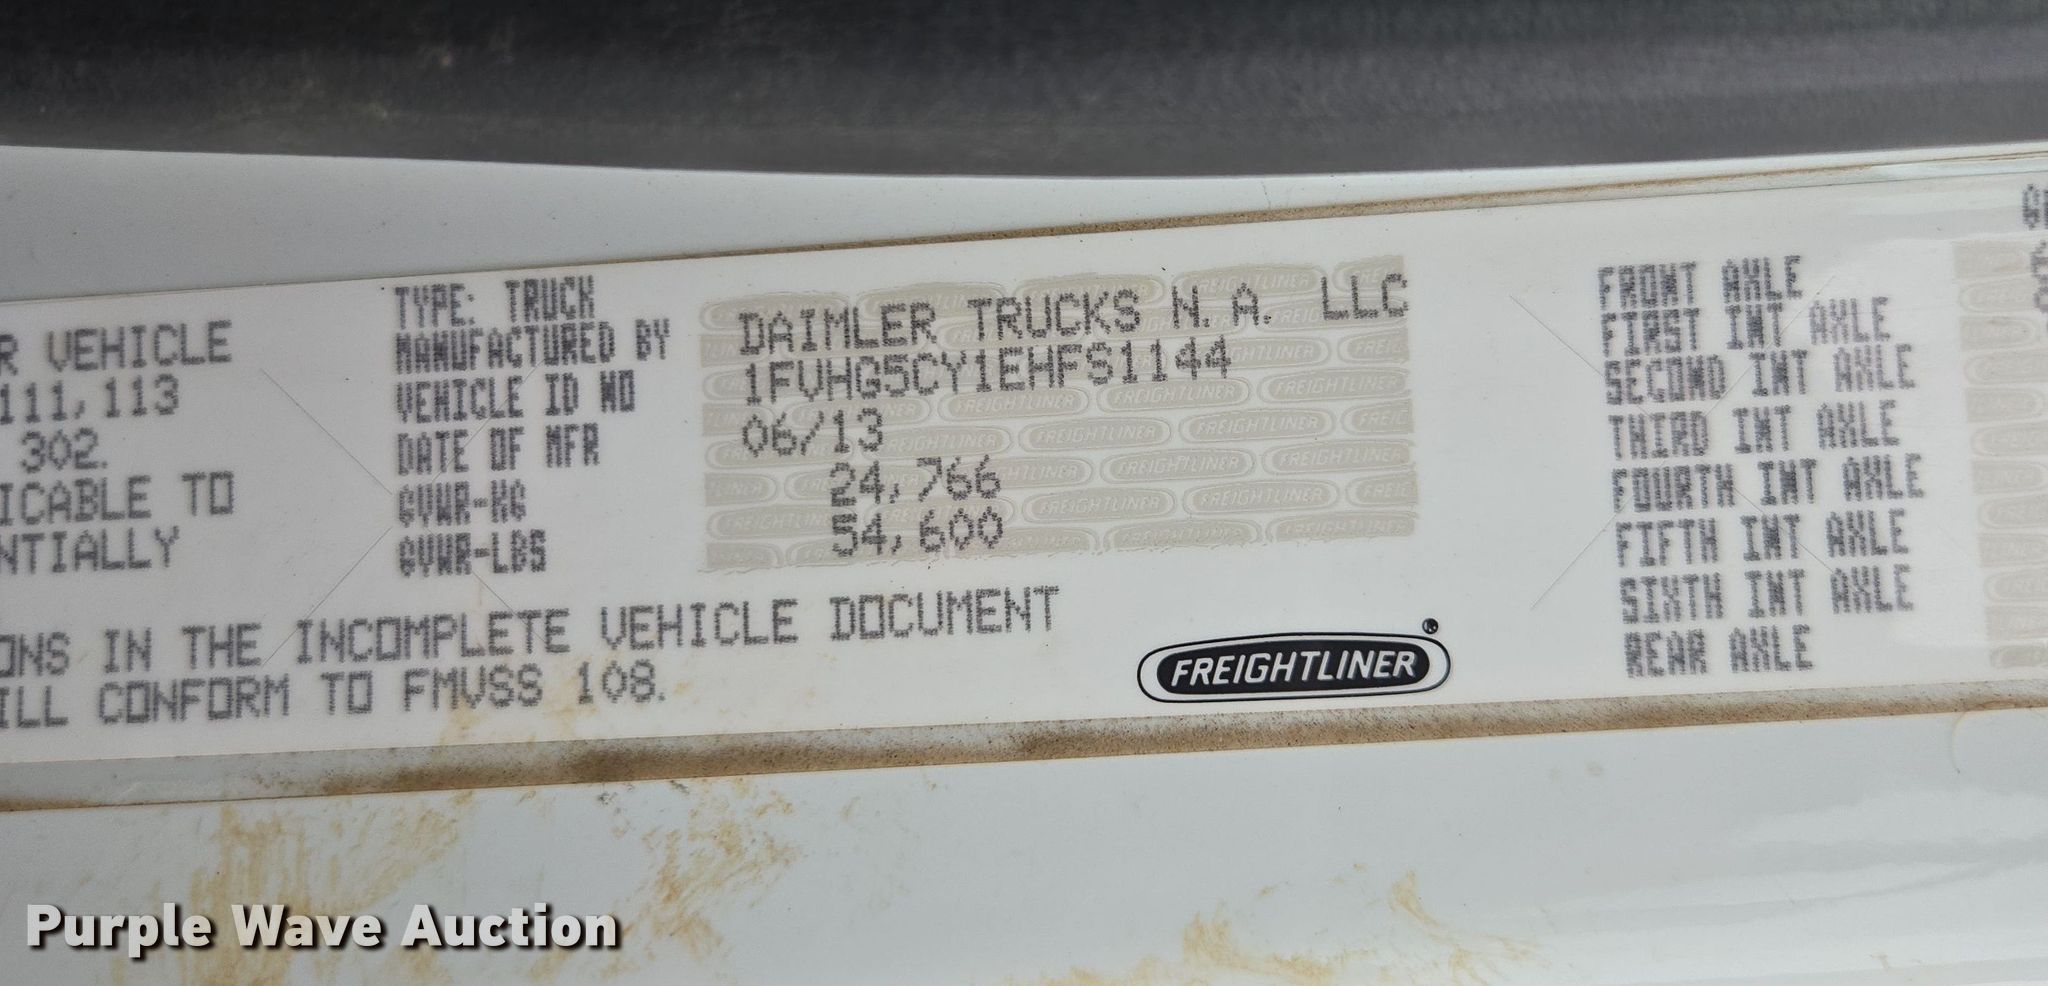 R VEHICLE
111,113
302.
ICABLE TO
NTIALLY
ONS IN THE INCOMPLETE VEHICLE DOCUMENT
ILL CONFORM TO FMVSS 108.
TYPE: TRUCK
MANUFACTURED BY DAIMLER TRUCKS N.A. LLC
VEHICLE ID NO 1FVHG5CY1EHFS1144
DATE OF MFR 06/13
GVWR-KG 24,766
GVWR-LBS 54,600
FREIGHTLINER
FRONT AXLE
FIRST INT AXLE
SECOND INT AXLE
THIRD INT AXLE
FOURTH INT AXLE
FIFTH INT AXLE
SIXTH INT AXLE
REAR AXLE
Purple Wave Auction